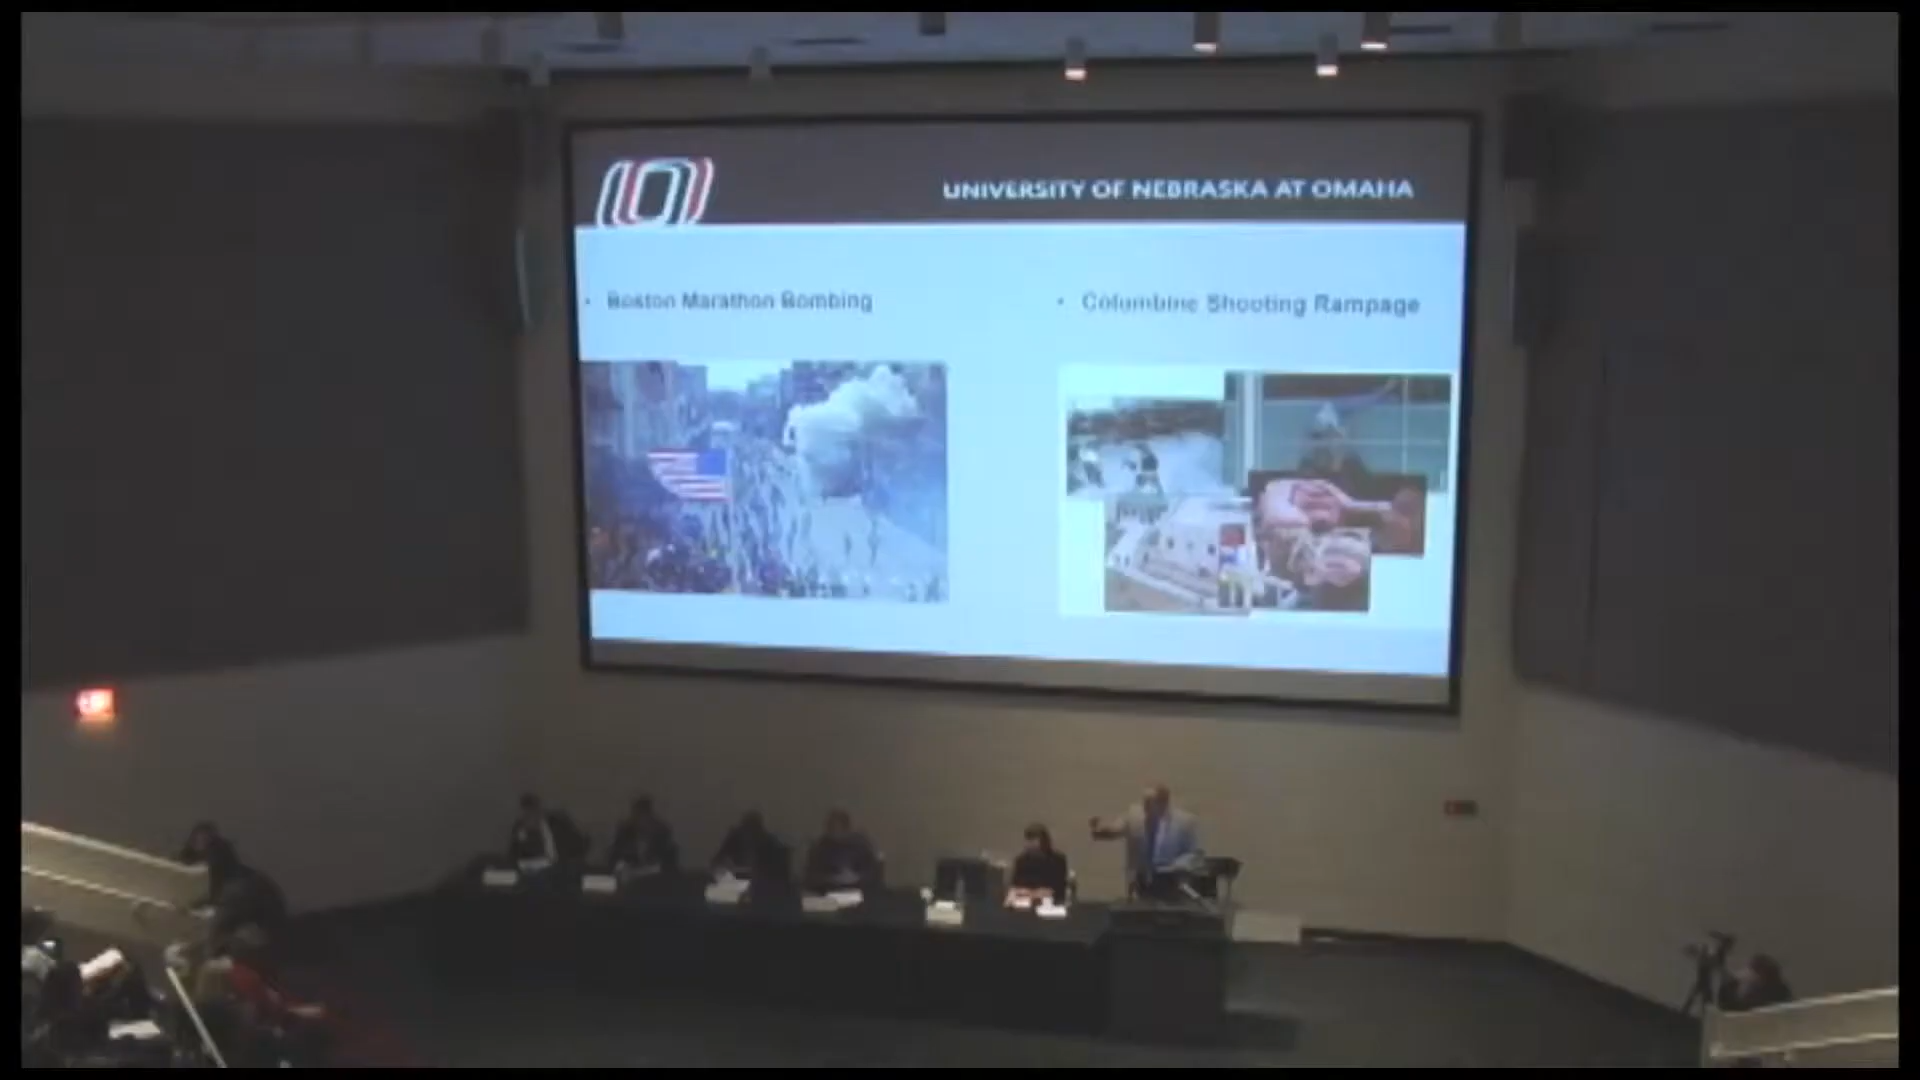 UNIVERSITY OF NEBRASKA AT OMAHA
• Boston Marathon Bombing
• Columbine Shooting Rampage